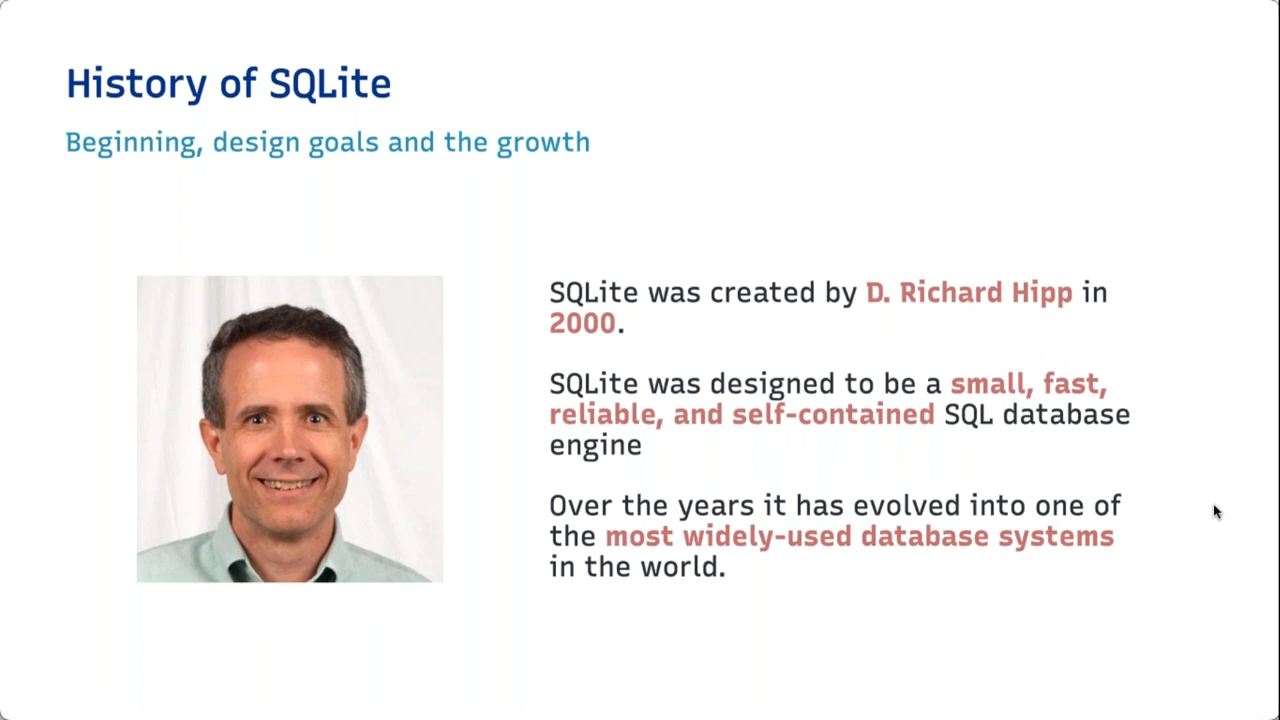 History of SQLite
Beginning, design goals and the growth
SQLite was created by D. Richard Hipp in
2000.
SQLite was designed to be a small, fast,
reliable, and self-contained SQL database
engine
Over the years it has evolved into one of
the most widely-used database systems
in the world.